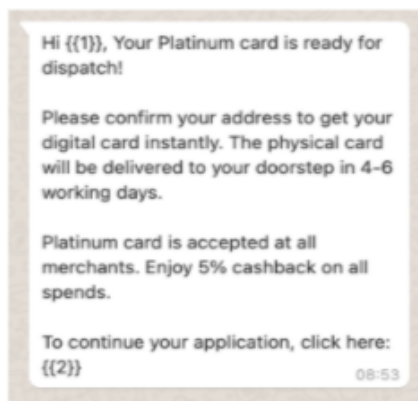 Hi {{1}}, Your Platinum card is ready for
dispatch!
Please confirm your address to get your
digital card instantly. The physical card
will be delivered to your doorstep in 4-6
working days.
Platinum card is accepted at all
merchants. Enjoy 5% cashback on all
spends.
To continue your application, click here:
{{2}}
08:53